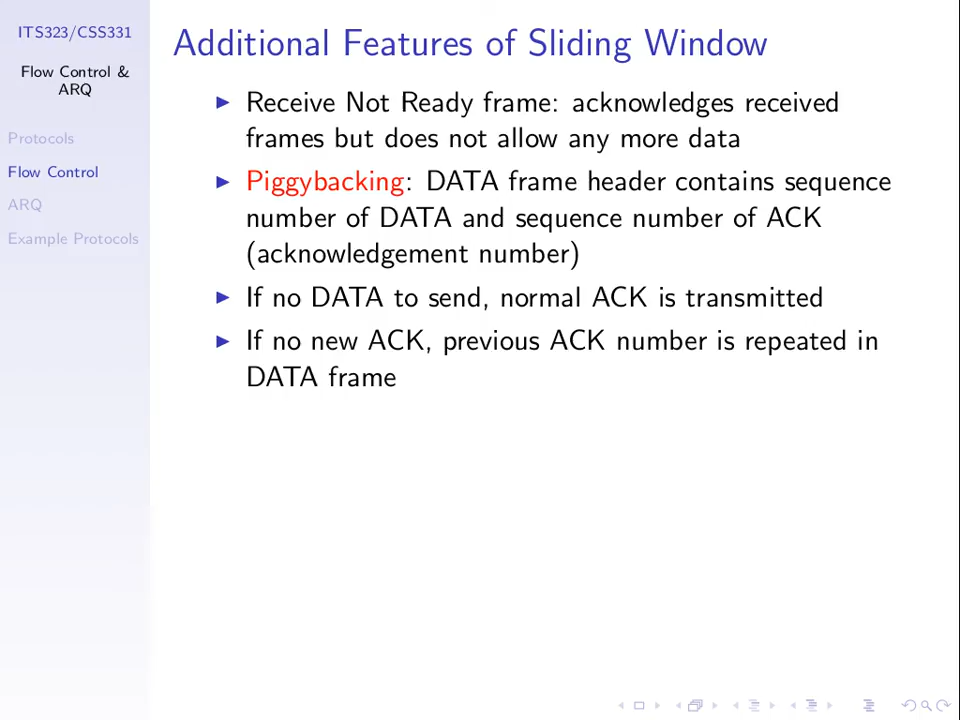 ITS323/CSS331
Flow Control &
ARQ
Protocols
Flow Control
ARQ
Example Protocols
Additional Features of Sliding Window
Receive Not Ready frame: acknowledges received
frames but does not allow any more data
Piggybacking: DATA frame header contains sequence
number of DATA and sequence number of ACK
(acknowledgement number)
If no DATA to send, normal ACK is transmitted
If no new ACK, previous ACK number is repeated in
DATA frame